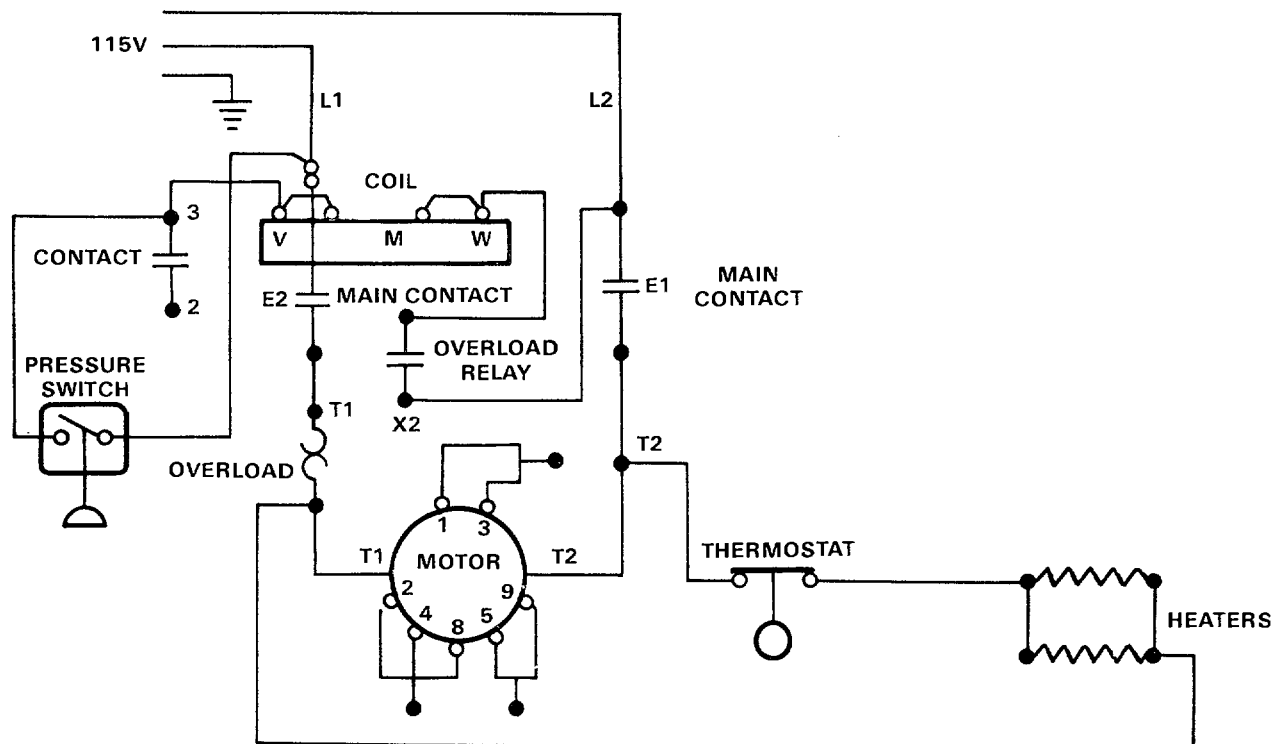 115V
L1
L2
COIL
3
V
M
W
CONTACT
2
E2
MAIN CONTACT
E1
MAIN
CONTACT
OVERLOAD
RELAY
PRESSURE
SWITCH
T1
X2
T2
OVERLOAD
1
3
T1
MOTOR
T2
THERMOSTAT
2
9
4
5
8
HEATERS